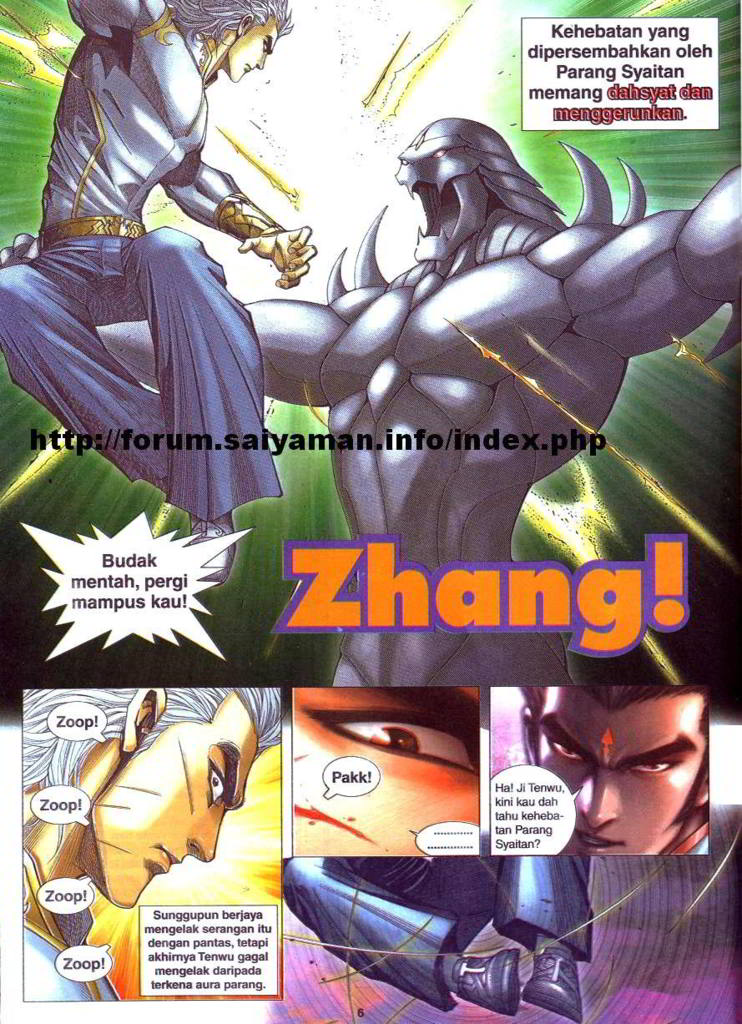 Kehebatan yang
dipersembahkan oleh
Parang Syaitan
memang dahsyat dan
menggerunkan.
http://forum.saiyaman.info/index.php
Budak
mentah, pergi
mampus kau!
Zhang!
Zoop!
Zoop!
Zoop!
Zoop!
Sunggupun berjaya
mengelak serangan itu
dengan pantas, tetapi
akhirnya Tenwu gagal
mengelak daripada
terkena aura parang.
Pakk!
............
Ha! Ji Tenwu,
kini kau dah
tahu keheba-
tan Parang
Syaitan?
6